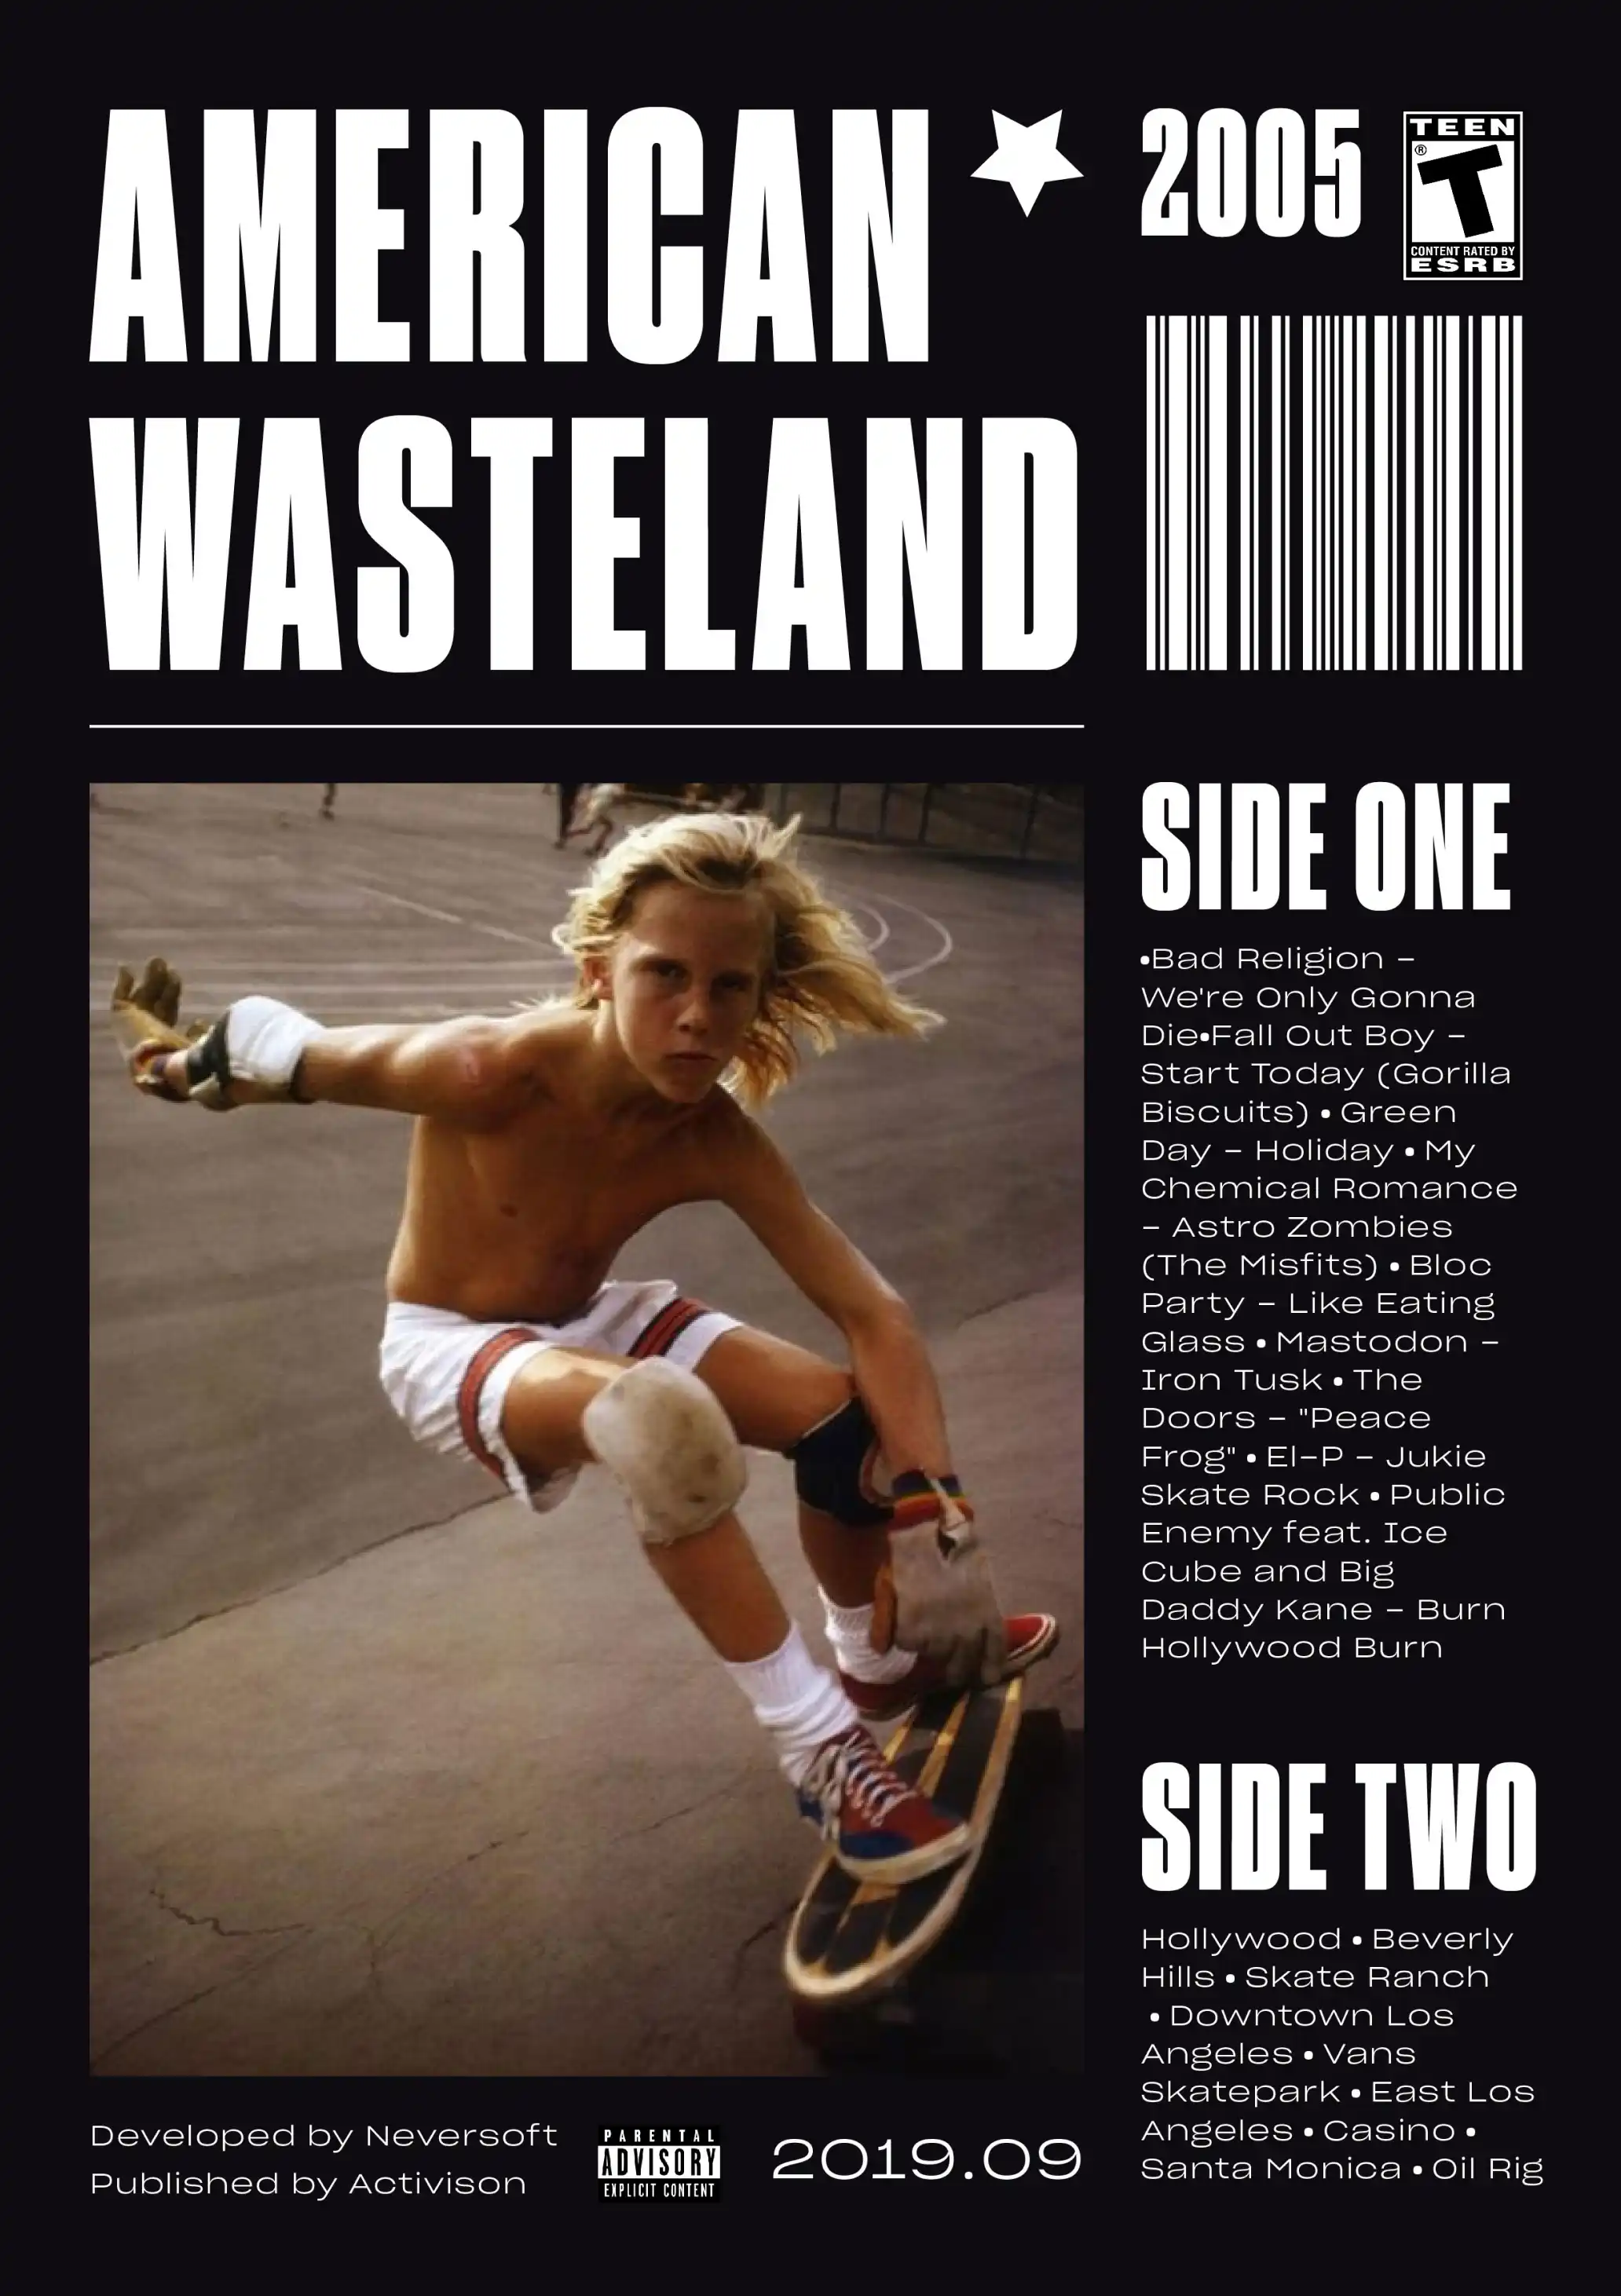 AMERICAN
WASTELAND
2005
TEEN
®
T
CONTENT RATED BY
ESRB
SIDE ONE
•Bad Religion –
We're Only Gonna
Die•Fall Out Boy –
Start Today (Gorilla
Biscuits) • Green
Day – Holiday • My
Chemical Romance
– Astro Zombies
(The Misfits) • Bloc
Party – Like Eating
Glass • Mastodon –
Iron Tusk • The
Doors – "Peace
Frog" • El-P – Jukie
Skate Rock • Public
Enemy feat. Ice
Cube and Big
Daddy Kane – Burn
Hollywood Burn
SIDE TWO
Hollywood • Beverly
Hills • Skate Ranch
• Downtown Los
Angeles • Vans
Skatepark • East Los
Angeles • Casino •
Santa Monica • Oil Rig
Developed by Neversoft
Published by Activison
PARENTAL
ADVISORY
EXPLICIT CONTENT
2019.09